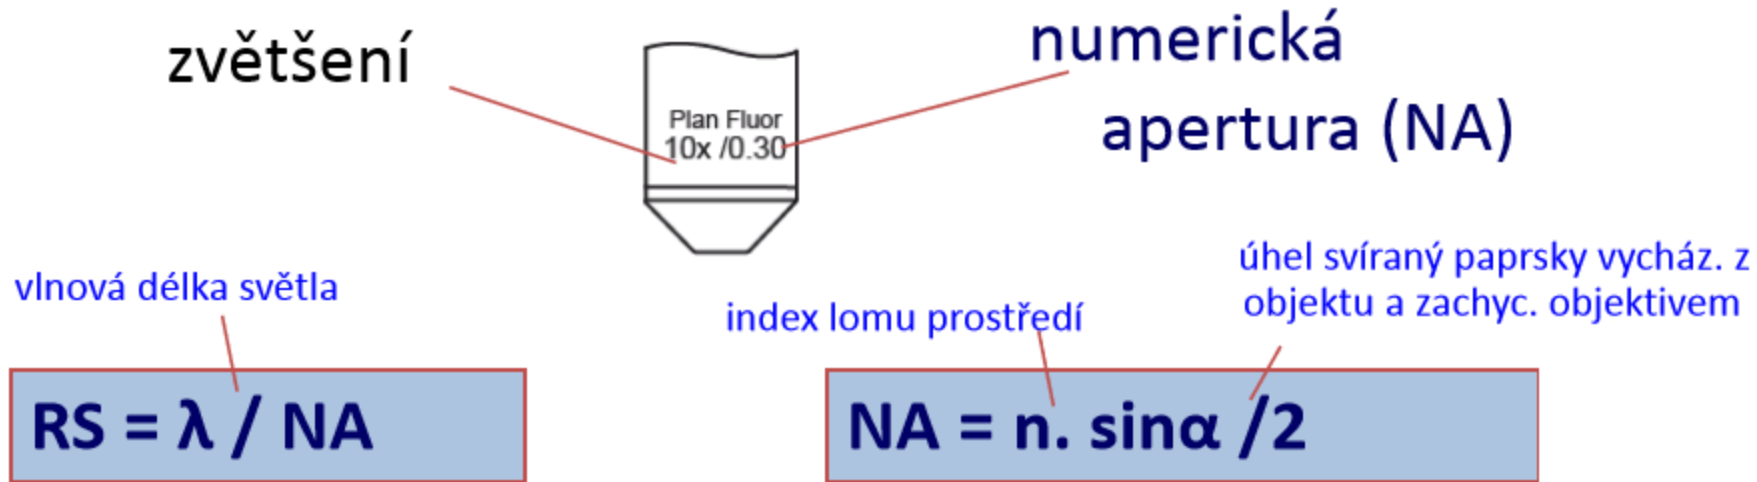 zvětšení
numerická
apertura (NA)
Plan Fluor
10x /0.30
vlnová délka světla
index lomu prostředí
úhel svíraný paprsky vycház. z
objektu a zachyc. objektivem
RS = λ / NA
NA = n. sinα /2